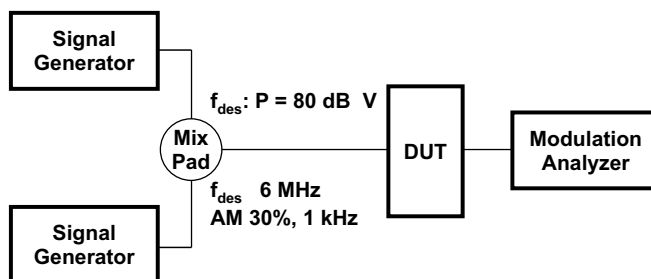 Signal
Generator
f_des: P = 80 dB V
Mix
Pad
DUT
Modulation
Analyzer
f_des 6 MHz
AM 30%, 1 kHz
Signal
Generator